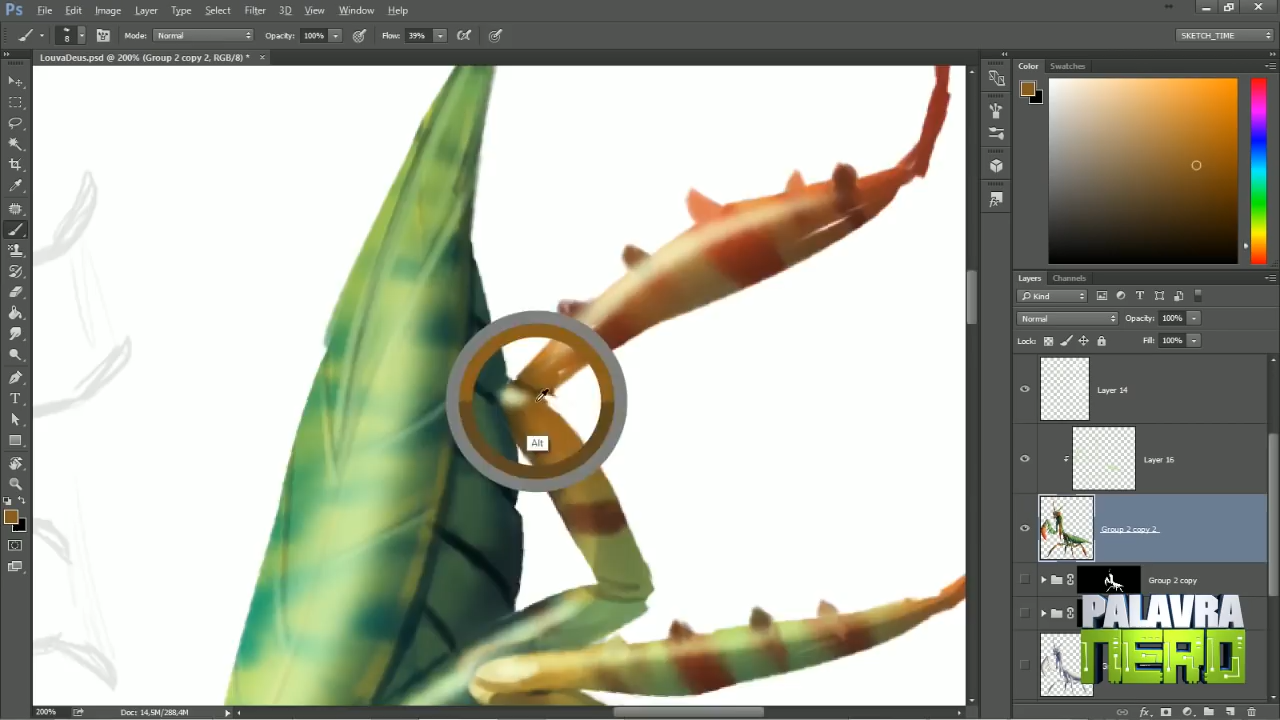 Ps File Edit Image Layer Type Select Filter 3D View Window Help
8 Mode: Normal Opacity: 100% Flow: 39% SKETCH_TIME
LouvaDeus.psd @ 200% (Group 2 copy 2, RGB/8) * ×
Color Swatches
Layers Channels
Kind
Normal Opacity: 100%
Lock: Fill: 100%
Layer 14
Layer 16
Group 2 copy 2
Group 2 copy
Alt
PALAVRA
NERD
200% Doc: 14,5M/288,4M